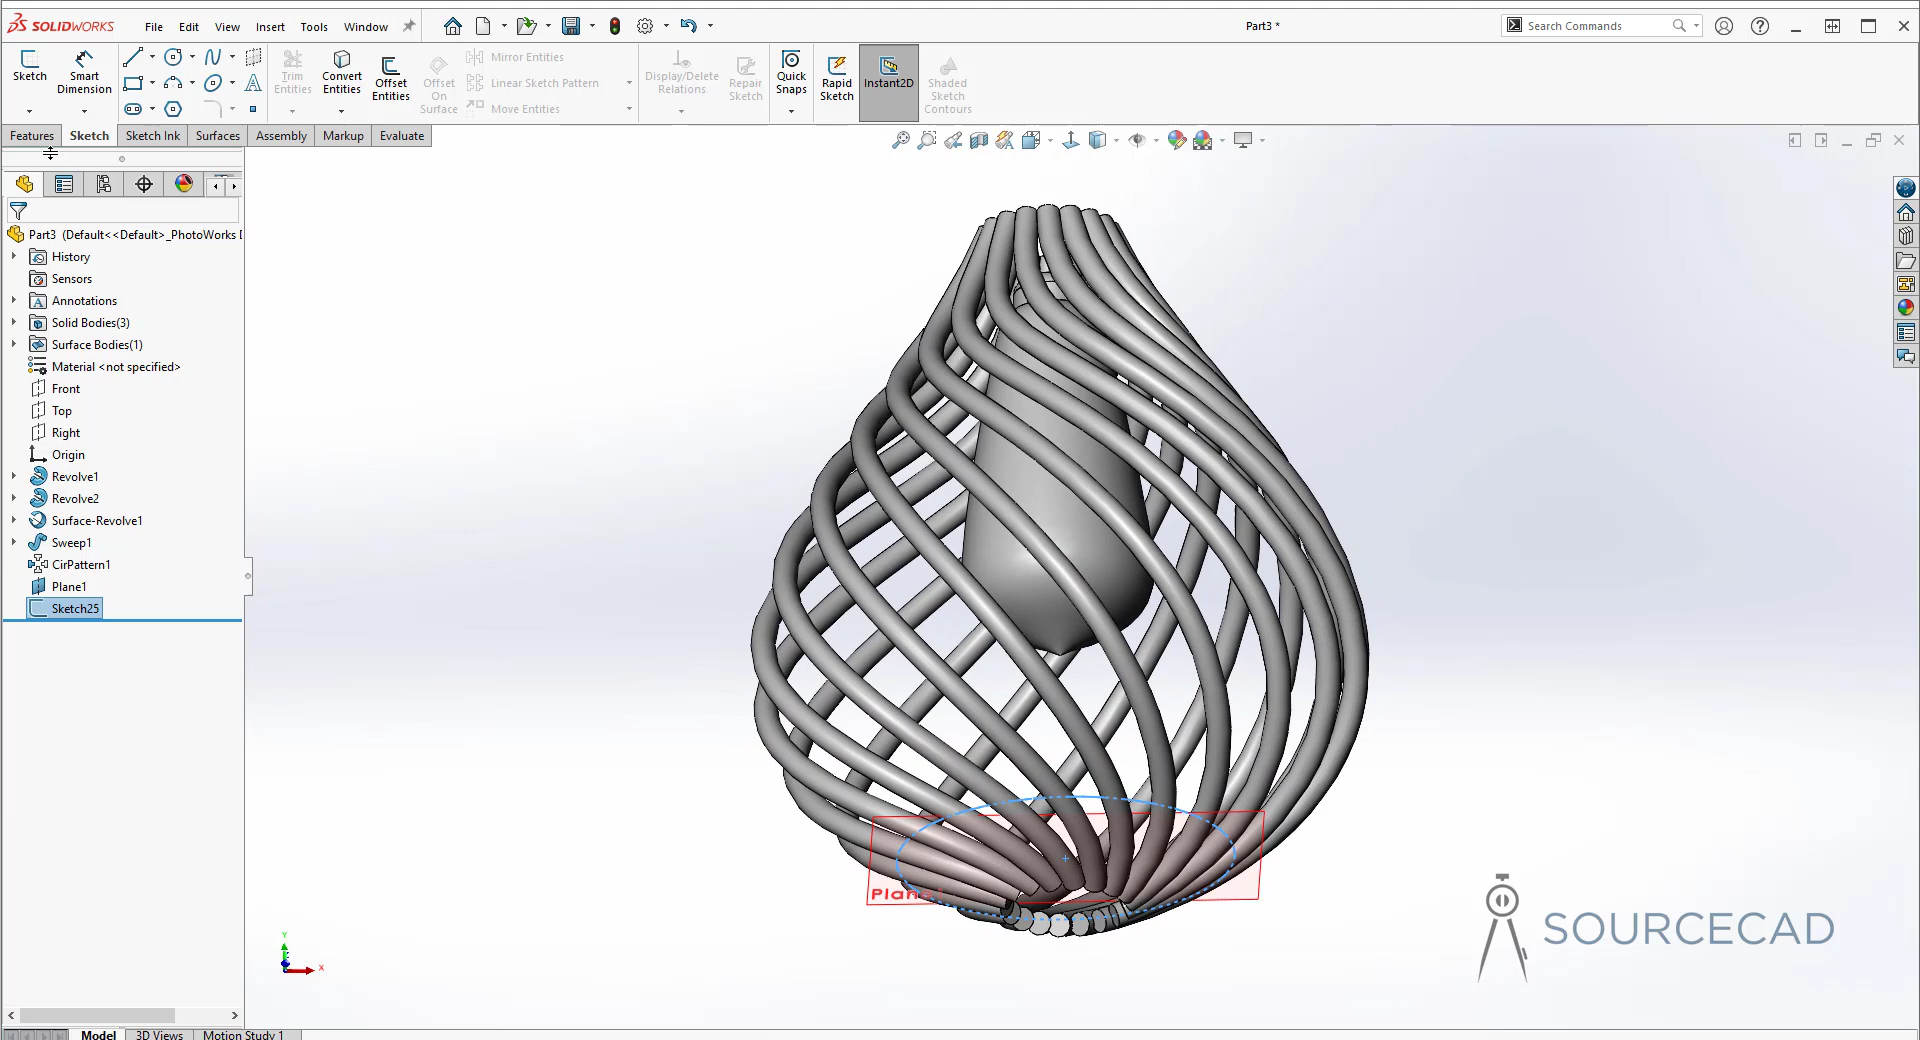 SOLIDWORKS File Edit View Insert Tools Window Part3 * Search Commands
Sketch Smart Dimension Trim Entities Convert Entities Offset Entities Offset On Surface Mirror Entities Linear Sketch Pattern Move Entities Display/Delete Relations Repair Sketch Quick Snaps Rapid Sketch Instant2D Shaded Sketch Contours
Features Sketch Sketch Ink Surfaces Assembly Markup Evaluate
Part3 (Default<<Default>_PhotoWorks
History
Sensors
Annotations
Solid Bodies(3)
Surface Bodies(1)
Material <not specified>
Front
Top
Right
Origin
Revolve1
Revolve2
Surface-Revolve1
Sweep1
CirPattern1
Plane1
Sketch25
Y
X
SOURCECAD
Model 3D Views Motion Study 1